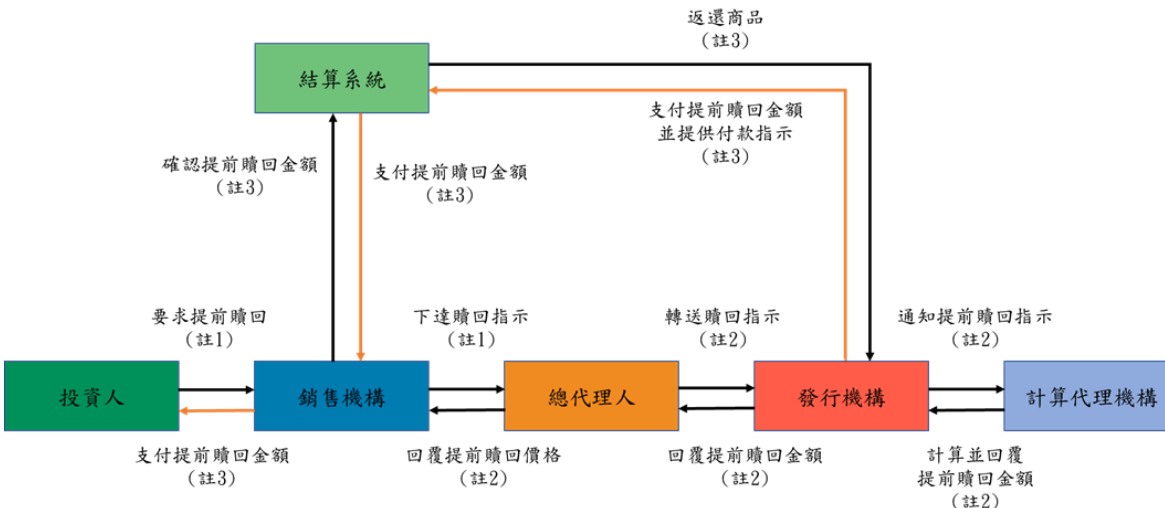 返還商品
(註3)
結算系統
支付提前贖回金額
並提供付款指示
(註3)
確認提前贖回金額
(註3)
支付提前贖回金額
(註3)
要求提前贖回
(註1)
下達贖回指示
(註1)
轉送贖回指示
(註2)
通知提前贖回指示
(註2)
投資人
銷售機構
總代理人
發行機構
計算代理機構
支付提前贖回金額
(註3)
回覆提前贖回價格
(註2)
回覆提前贖回金額
(註2)
計算並回覆
提前贖回金額
(註2)